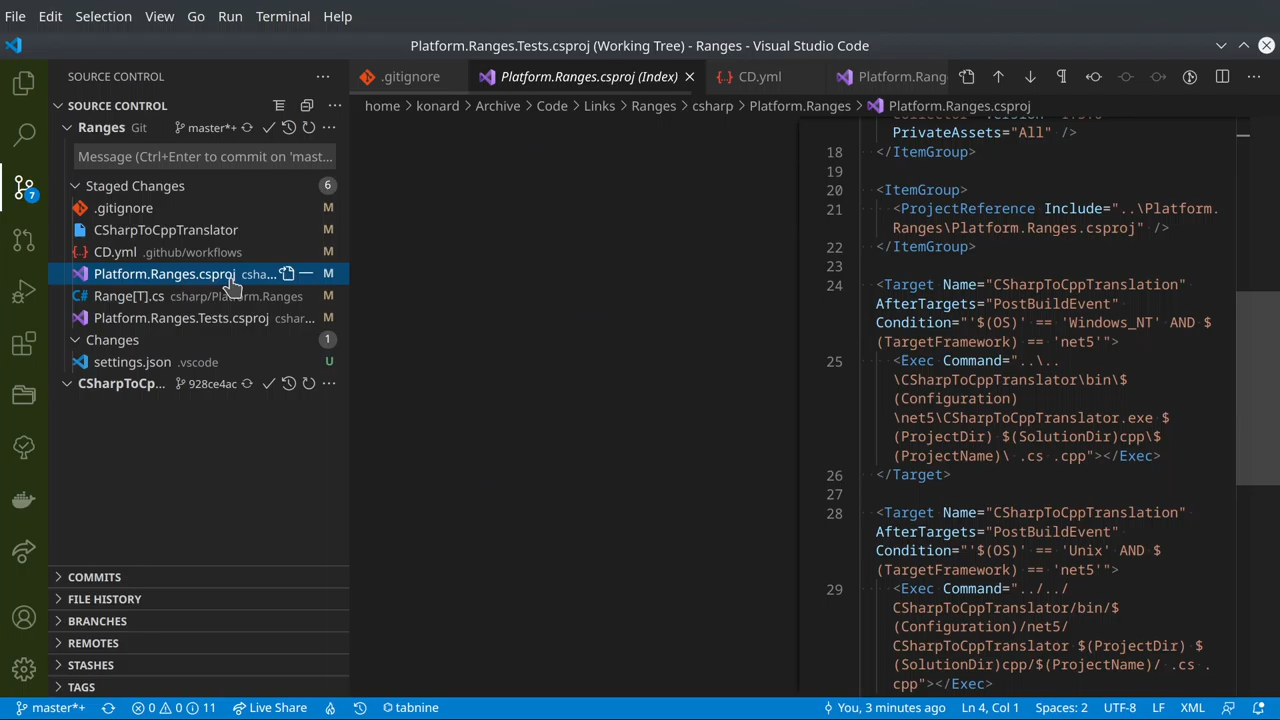 File Edit Selection View Go Run Terminal Help
Platform.Ranges.Tests.csproj (Working Tree) - Ranges - Visual Studio Code
SOURCE CONTROL
.gitignore
Platform.Ranges.csproj (Index)
CD.yml
Platform.Rang
SOURCE CONTROL
home > konard > Archive > Code > Links > Ranges > csharp > Platform.Ranges > Platform.Ranges.csproj
Ranges Git master*+
Message (Ctrl+Enter to commit on 'mast...
Staged Changes 6
.gitignore M
CSharpToCppTranslator M
CD.yml .github/workflows M
Platform.Ranges.csproj csha... M
Range[T].cs csharp/Platform.Ranges M
Platform.Ranges.Tests.csproj cshar... M
Changes 1
settings.json .vscode U
CSharpToCp... 928ce4ac
7
COMMITS
FILE HISTORY
BRANCHES
REMOTES
STASHES
TAGS
PrivateAssets="All" />
18 </ItemGroup>
19
20 <ItemGroup>
21 <ProjectReference Include="..\Platform.
Ranges\Platform.Ranges.csproj" />
22 </ItemGroup>
23
24 <Target Name="CSharpToCppTranslation"
AfterTargets="PostBuildEvent"
Condition="'$(OS)' == 'Windows_NT' AND $
(TargetFramework) == 'net5'">
25 <Exec Command="..\..
\CSharpToCppTranslator\bin\$
(Configuration)
\net5\CSharpToCppTranslator.exe $
(ProjectDir) $(SolutionDir)cpp\$
(ProjectName)\ .cs .cpp"></Exec>
26 </Target>
27
28 <Target Name="CSharpToCppTranslation"
AfterTargets="PostBuildEvent"
Condition="'$(OS)' == 'Unix' AND $
(TargetFramework) == 'net5'">
29 <Exec Command="../../
CSharpToCppTranslator/bin/$
(Configuration)/net5/
CSharpToCppTranslator $(ProjectDir) $
(SolutionDir)cpp/$(ProjectName)/ .cs .
cpp"></Exec>
master*+ 0 0 11 Live Share tabnine You, 3 minutes ago Ln 4, Col 1 Spaces: 2 UTF-8 LF XML